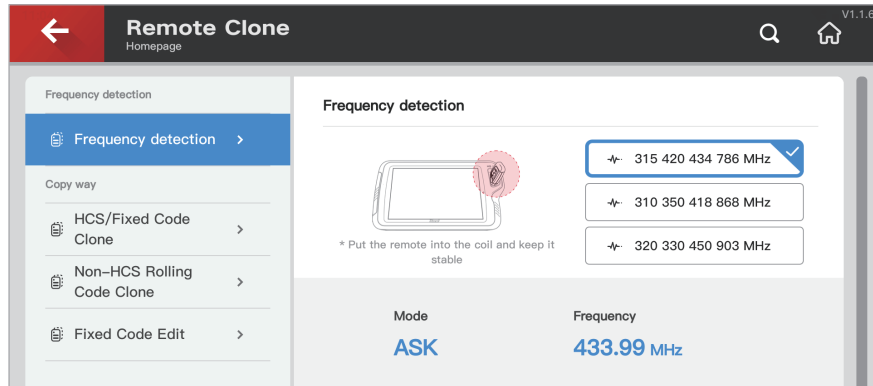 V1.1.6
Remote Clone
Homepage
Frequency detection
Frequency detection
Copy way
HCS/Fixed Code
Clone
Non-HCS Rolling
Code Clone
Fixed Code Edit
Frequency detection
315 420 434 786 MHz
310 350 418 868 MHz
320 330 450 903 MHz
* Put the remote into the coil and keep it
stable
Mode
Frequency
ASK
433.99 MHz